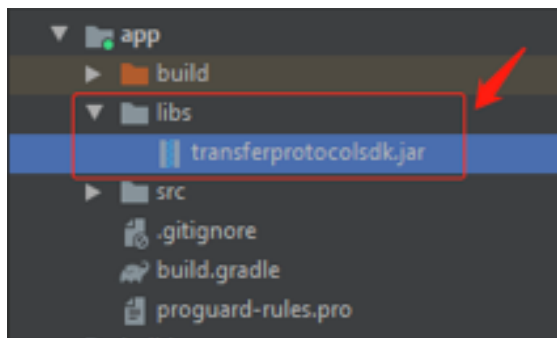 app
build
libs
transferprotocolsdk.jar
src
.gitignore
build.gradle
proguard-rules.pro